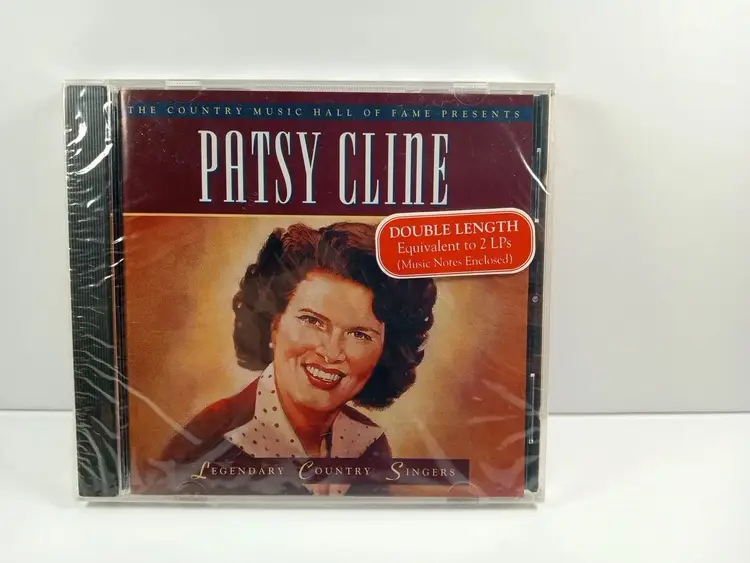 THE COUNTRY MUSIC HALL OF FAME PRESENTS
PATSY CLINE
DOUBLE LENGTH
Equivalent to 2 LPs
(Music Notes Enclosed)
LEGENDARY COUNTRY SINGERS